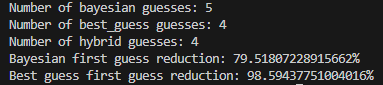 Number of bayesian guesses: 5
Number of best_guess guesses: 4
Number of hybrid guesses: 4
Bayesian first guess reduction: 79.51807228915662%
Best guess first guess reduction: 98.59437751004016%